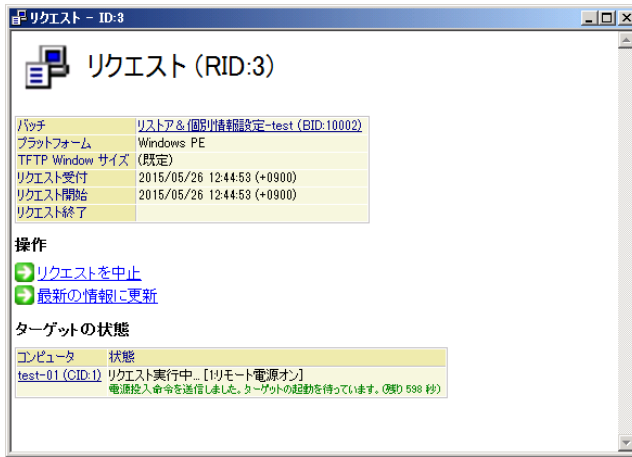 リクエスト - ID:3
リクエスト (RID:3)
バッチ リストア＆個別情報設定-test (BID:10002)
プラットフォーム Windows PE
TFTP Window サイズ (既定)
リクエスト受付 2015/05/26 12:44:53 (+0900)
リクエスト開始 2015/05/26 12:44:53 (+0900)
リクエスト終了
操作
リクエストを中止
最新の情報に更新
ターゲットの状態
コンピュータ 状態
test-01 (CID:1) リクエスト実行中... [1:リモート電源オン]
電源投入命令を送信しました。ターゲットの起動を待っています。(残り 598 秒)